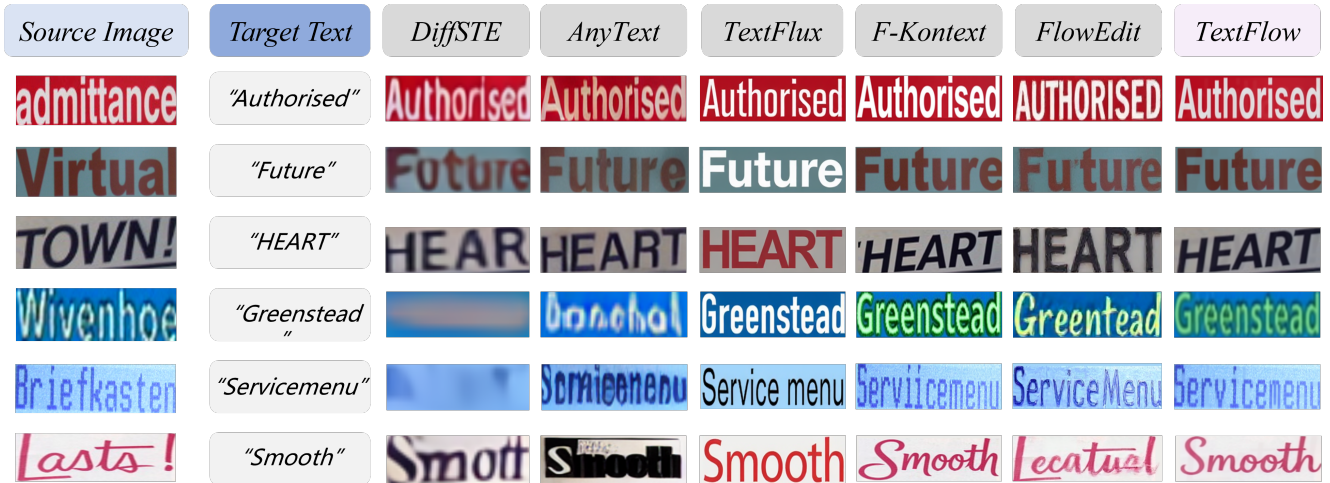 Source Image Target Text DiffSTE AnyText TextFlux F-Kontext FlowEdit TextFlow
admittance “Authorised” Authorised Authorised Authorised Authorised AUTHORISED Authorised
Virtual “Future” Future Future Future Future Future Future
TOWN! “HEART” HEAR HEART HEART HEART HEART HEART
Wivenhoe “Greenstead Greenstead Greenstead Greentead Greenstead
”
Briefkasten “Servicemenu” Service menu Serviicemenu ServiceMenu Servicemenu
Lasts! “Smooth” Smott Smooth Smooth Smooth Lecatual Smooth